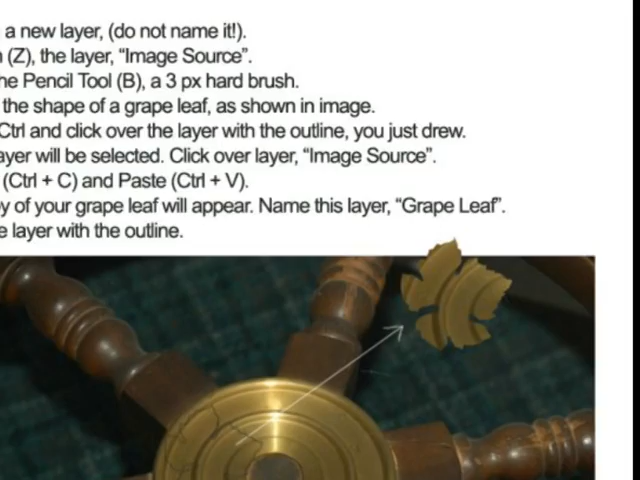 a new layer, (do not name it!).
(Z), the layer, “Image Source”.
he Pencil Tool (B), a 3 px hard brush.
the shape of a grape leaf, as shown in image.
Ctrl and click over the layer with the outline, you just drew.
ayer will be selected. Click over layer, “Image Source”.
(Ctrl + C) and Paste (Ctrl + V).
y of your grape leaf will appear. Name this layer, “Grape Leaf”.
e layer with the outline.